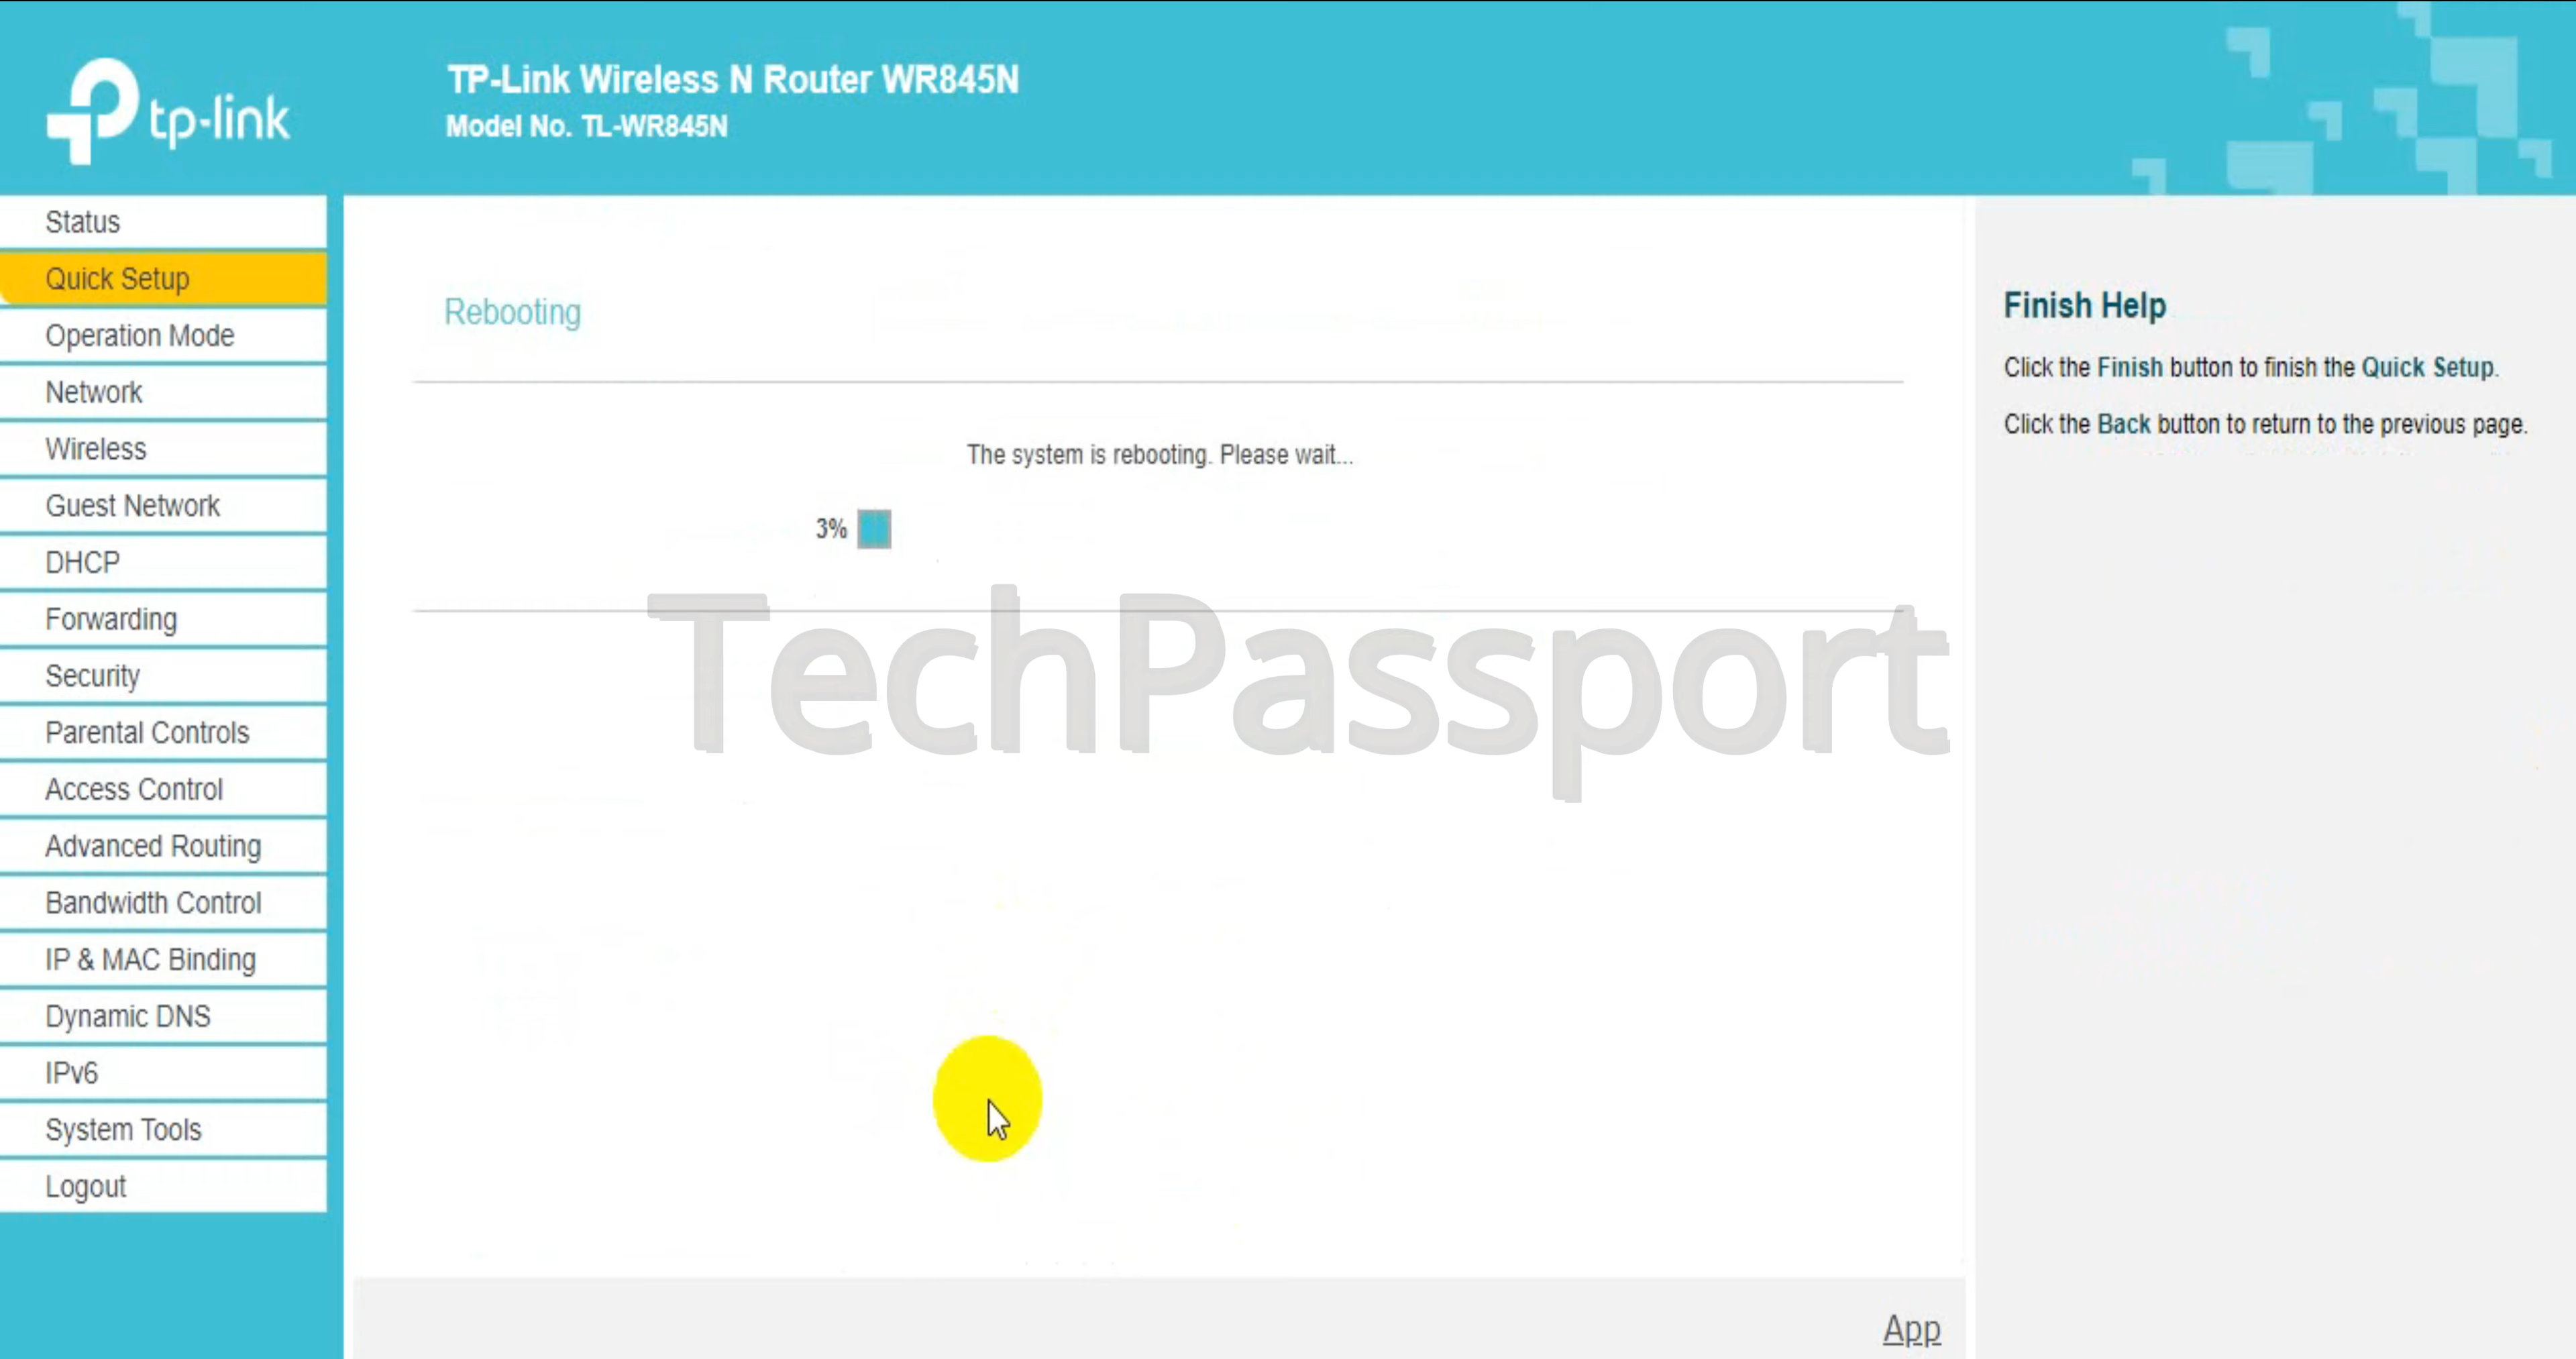 tp-link
TP-Link Wireless N Router WR845N
Model No. TL-WR845N
Status
Quick Setup
Operation Mode
Network
Wireless
Guest Network
DHCP
Forwarding
Security
Parental Controls
Access Control
Advanced Routing
Bandwidth Control
IP & MAC Binding
Dynamic DNS
IPv6
System Tools
Logout
Rebooting
The system is rebooting. Please wait...
3%
TechPassport
App
Finish Help
Click the Finish button to finish the Quick Setup.
Click the Back button to return to the previous page.